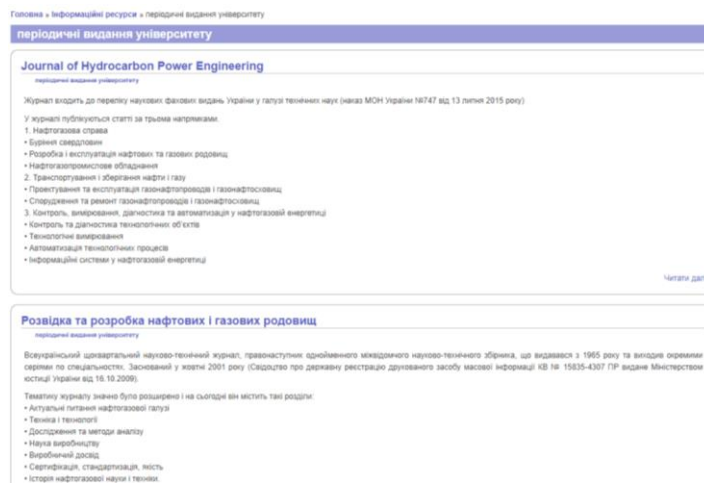 Головна » Інформаційні ресурси » періодичні видання університету
періодичні видання університету
Journal of Hydrocarbon Power Engineering
періодичні видання університету
Журнал входить до переліку наукових фахових видань України у галузі технічних наук (наказ МОН України №747 від 13 липня 2015 року)
У журналі публікуються статті за трьома напрямками.
1. Нафтогазова справа
• Буріння свердловин
• Розробка і експлуатація нафтових та газових родовищ;
• Нафтогазопромислове обладнання
2. Транспортування і зберігання нафти і газу
• Проектування та експлуатація газонафтопроводів і газонафтосховищ
• Спорудження та ремонт газонафтопроводів і газонафтосховищ
3. Контроль, вимірювання, діагностика та автоматизація у нафтогазовій енергетиці
• Контроль та діагностика технологічних об'єктів
• Технологічні вимірювання
• Автоматизація технологічних процесів
• Інформаційні системи у нафтогазовій енергетиці
Читати дал
Розвідка та розробка нафтових і газових родовищ
періодичні видання університету
Всеукраїнський щоквартальний науково-технічний журнал, правонаступник однойменного міжвідомчого науково-технічного збірника, що видавався з 1965 року та виходив окремими
серіями по спеціальностях. Заснований у жовтні 2001 року (Свідоцтво про державну реєстрацію друкованого засобу масової інформації КВ № 15835-4307 ПР видане Міністерством
юстиції України від 16.10.2009).
Тематику журналу значно було розширено і на сьогодні він містить такі розділи:
• Актуальні питання нафтогазової галузі
• Техніка і технології
• Дослідження та методи аналізу
• Наука виробництву
• Виробничий досвід
• Сертифікація, стандартизація, якість
• Історія нафтогазової науки і техніки.